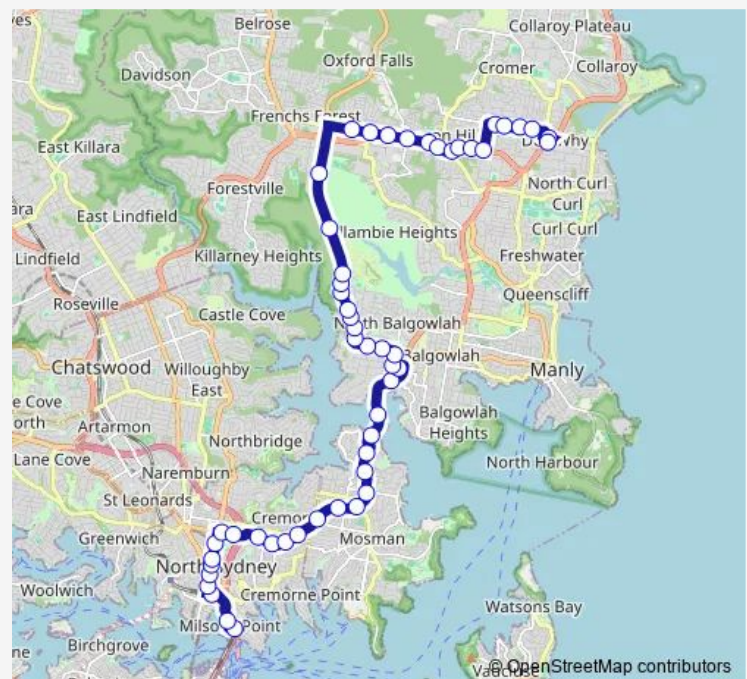 Collaroy Plateau
Belrose
Oxford Falls
Cromer
Collaroy
Davidson
Frenchs Forest
East Killara
Forestville
North Curl
Curl
East Lindfield
Curl Curl
Lindfield
Killarney Heights
Freshwater
Queenscliff
Roseville
Castle Cove
Balgowlah
Chatswood
Willoughby
East
Balgowlah
Manly
Artarmon
Balgowlah
Heights
Northbridge
Lane Cove
North Harbour
Naremburn
St Leonards
Greenwich
Mosman
Woolwich
Cremorne Point
Watsons Bay
Point
Birchgrove
© OpenStreetMap contributors